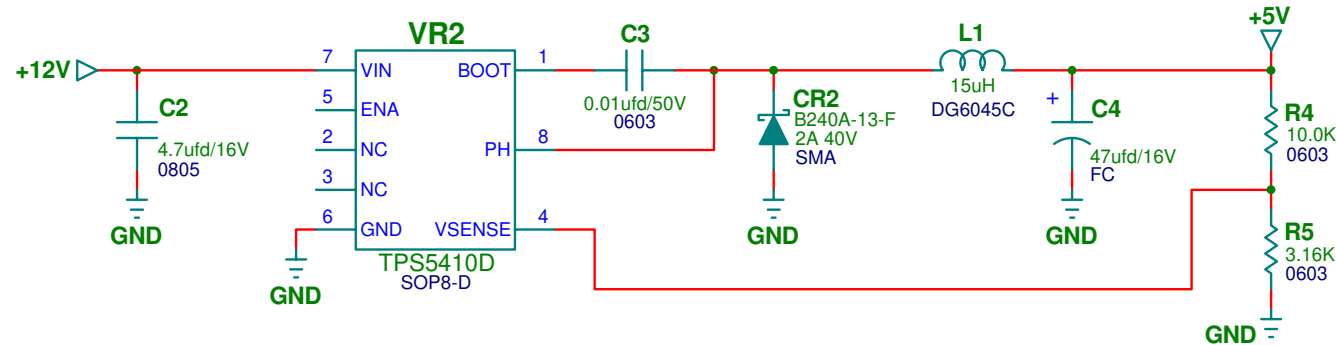 +12V
C2
4.7ufd/16V
0805
GND
VR2
7 VIN BOOT 1
5 ENA
2 NC PH 8
3 NC
6 GND VSENSE 4
TPS5410D
SOP8-D
GND
C3
0.01ufd/50V
0603
CR2
B240A-13-F
2A 40V
SMA
GND
L1
15uH
DG6045C
+
C4
47ufd/16V
FC
GND
+5V
R4
10.0K
0603
R5
3.16K
0603
GND